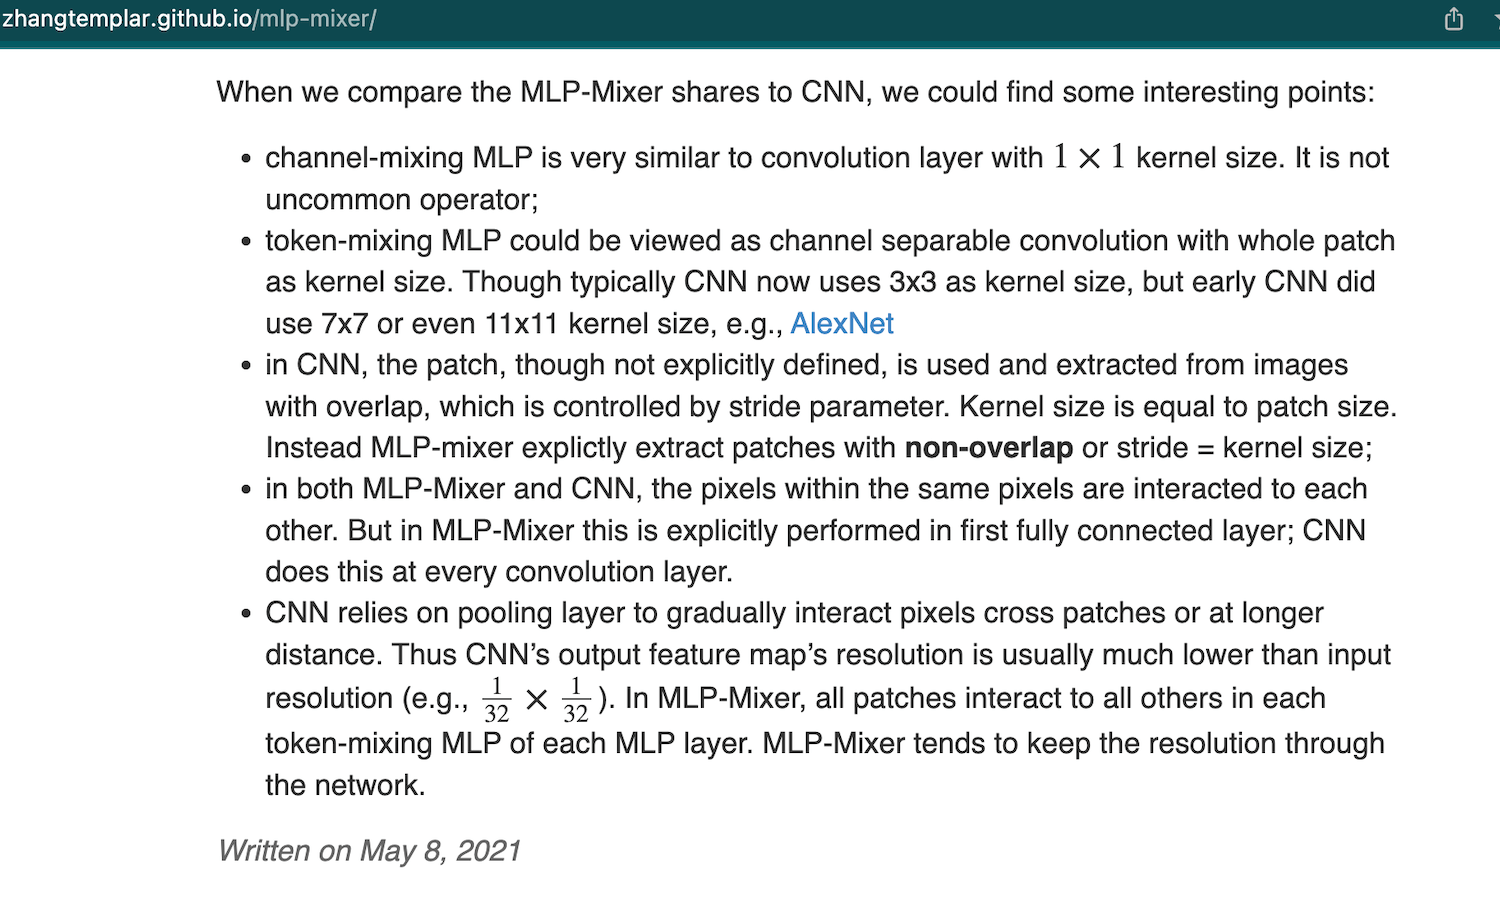 zhangtemplar.github.io/mlp-mixer/
When we compare the MLP-Mixer shares to CNN, we could find some interesting points:
• channel-mixing MLP is very similar to convolution layer with 1 × 1 kernel size. It is not
uncommon operator;
• token-mixing MLP could be viewed as channel separable convolution with whole patch
as kernel size. Though typically CNN now uses 3x3 as kernel size, but early CNN did
use 7x7 or even 11x11 kernel size, e.g., AlexNet
• in CNN, the patch, though not explicitly defined, is used and extracted from images
with overlap, which is controlled by stride parameter. Kernel size is equal to patch size.
Instead MLP-mixer explictly extract patches with non-overlap or stride = kernel size;
• in both MLP-Mixer and CNN, the pixels within the same pixels are interacted to each
other. But in MLP-Mixer this is explicitly performed in first fully connected layer; CNN
does this at every convolution layer.
• CNN relies on pooling layer to gradually interact pixels cross patches or at longer
distance. Thus CNN’s output feature map’s resolution is usually much lower than input
resolution (e.g., 1/32 × 1/32). In MLP-Mixer, all patches interact to all others in each
token-mixing MLP of each MLP layer. MLP-Mixer tends to keep the resolution through
the network.
Written on May 8, 2021